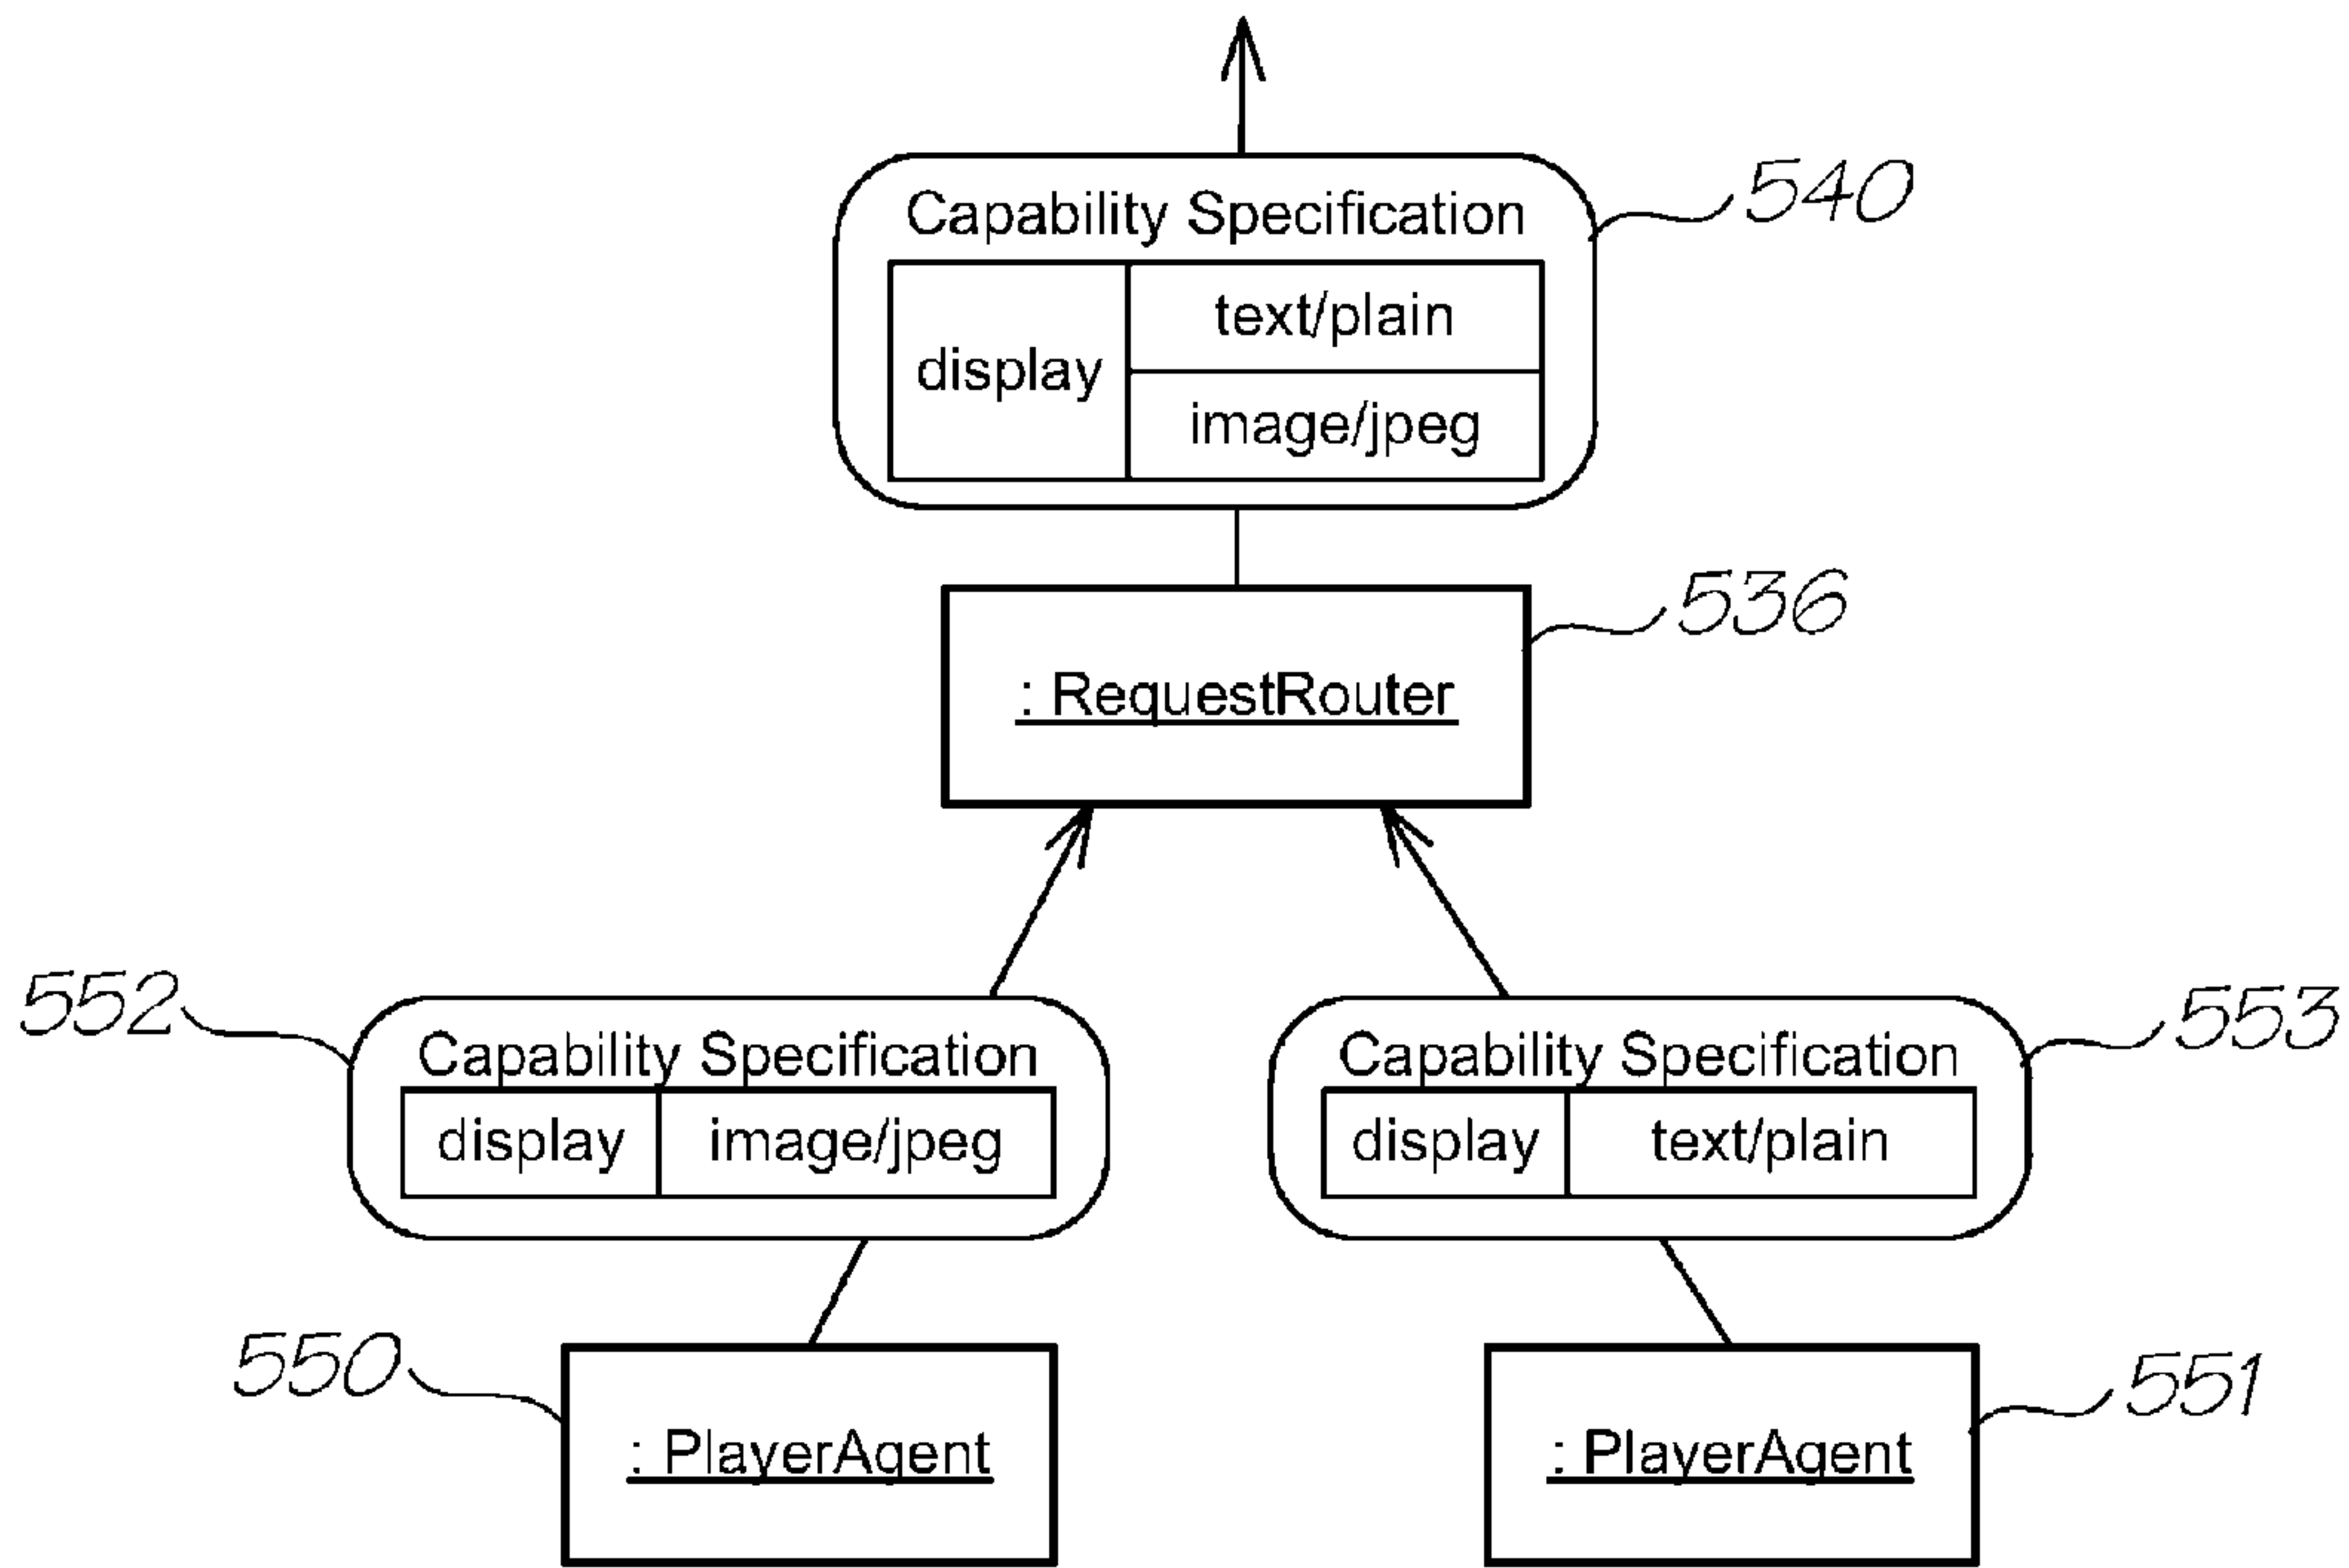 540
Capability Specification
display
text/plain
image/jpeg
536
: RequestRouter
552
Capability Specification
display image/jpeg
553
Capability Specification
display text/plain
550
: PlayerAgent
551
: PlayerAgent